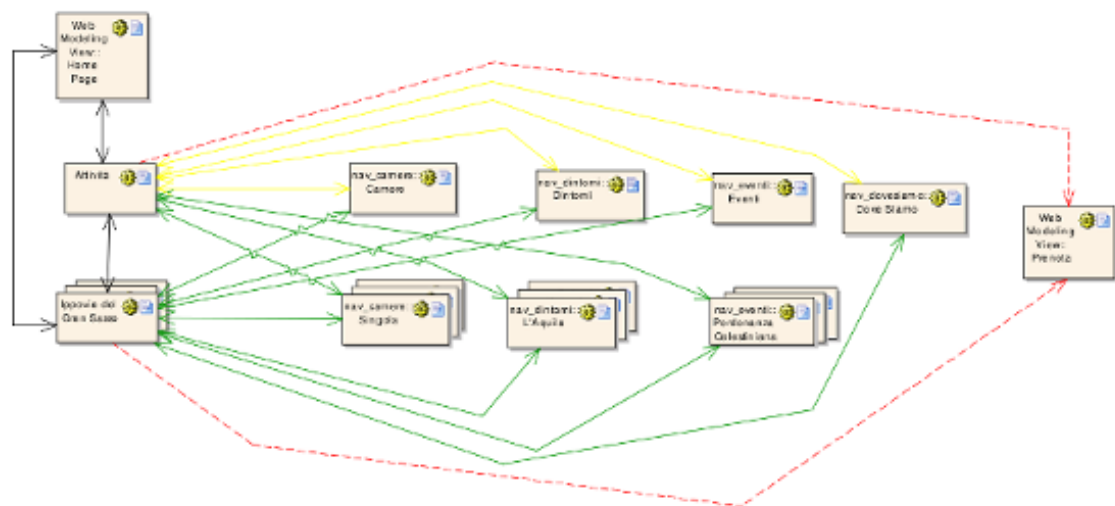 Web
Modeling
View::
Home
Page
Attivita
nav_camere::
Camere
nav_dintorni::
Dintorni
nav_eventi::
Eventi
nav_dovesiamo::
Dove Siamo
Web
Modeling
View::
Prenota
Ippovie del
Gran Sasso
nav_camere::
Singola
nav_dintorni::
L'Aquila
nav_eventi::
Perdonanza
Celestiniana